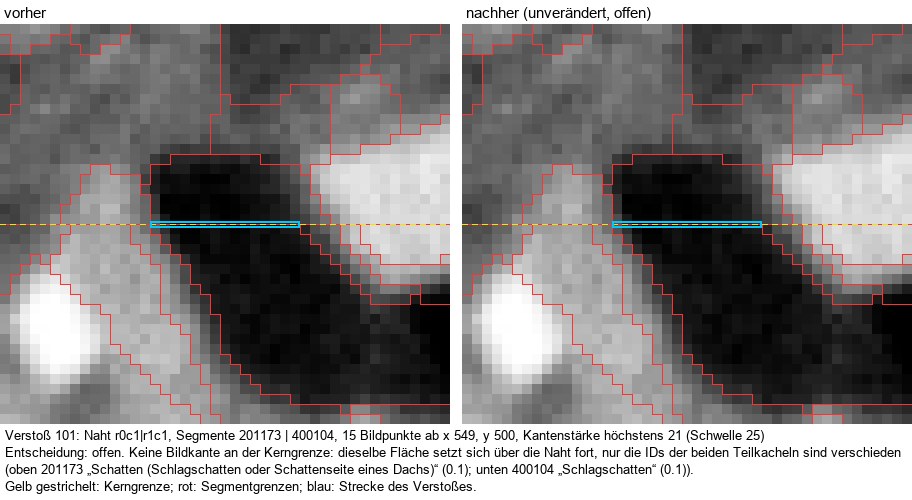 vorher
nachher (unverändert, offen)
Verstoß 101: Naht r0c1|r1c1, Segmente 201173 | 400104, 15 Bildpunkte ab x 549, y 500, Kantenstärke höchstens 21 (Schwelle 25)
Entscheidung: offen. Keine Bildkante an der Kerngrenze: dieselbe Fläche setzt sich über die Naht fort, nur die IDs der beiden Teilkacheln sind verschieden
(oben 201173 „Schatten (Schlagschatten oder Schattenseite eines Dachs)“ (0.1); unten 400104 „Schlagschatten“ (0.1)).
Gelb gestrichelt: Kerngrenze; rot: Segmentgrenzen; blau: Strecke des Verstoßes.